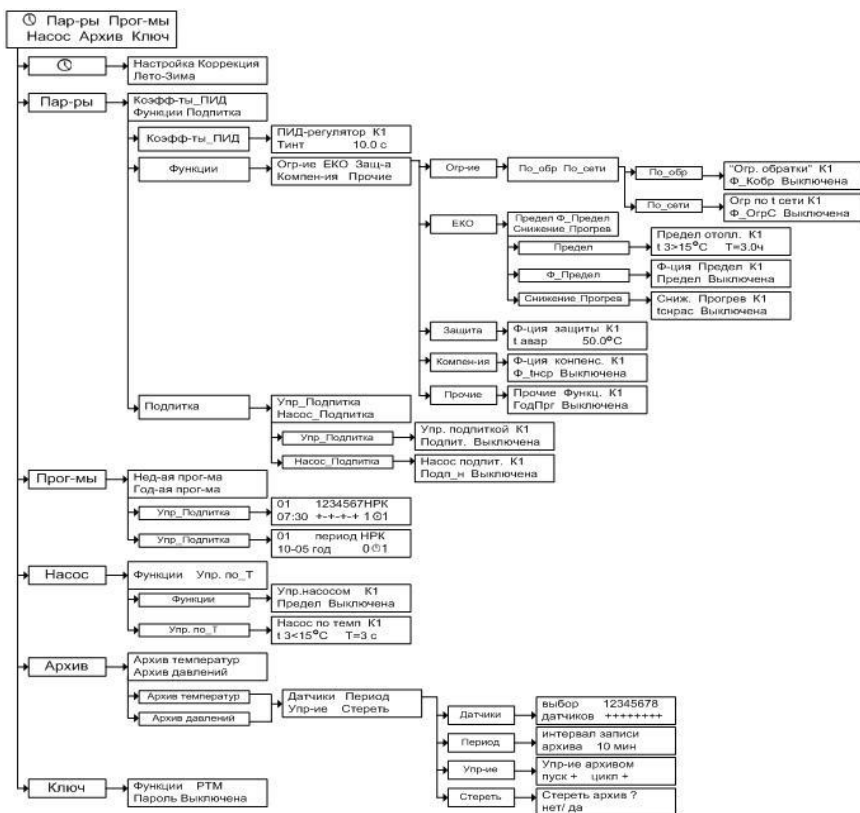 Пар-ры Прог-мы
Насос Архив Ключ
Настройка Коррекция
Лето-Зима
Пар-ры
Коэфф-ты_ПИД
Функции Подпитка
Коэфф-ты_ПИД
ПИД-регулятор К1
Тинт 10.0 с
Функции
Огр-ие ЕКО Защ-а
Компен-ия Прочие
Огр-ие
По_обр По_сети
По_обр
"Огр. обратки" К1
Ф_Кобр Выключена
По_сети
Огр по t сети К1
Ф_ОгрС Выключена
ЕКО
Предел Ф_Предел
Снижение_Прогрев
Предел
Предел отопл. К1
t 3>15°C Т=3.0ч
Ф_Предел
Ф-ция Предел К1
Предел Выключена
Снижение_Прогрев
Сниж. Прогрев К1
tснрас Выключена
Защита
Ф-ция защиты К1
t авар 50.0°C
Компен-ия
Ф-ция конпенс. К1
Ф_tнср Выключена
Прочие
Прочие Функц. К1
ГодПрг Выключена
Подпитка
Упр_Подпитка
Насос_Подпитка
Упр_Подпитка
Упр. подпиткой К1
Подпит. Выключена
Насос_Подпитка
Насос подпит. К1
Подп_н Выключена
Прог-мы
Нед-ая прог-ма
Год-ая прог-ма
Упр_Подпитка
01 1234567НРК
07:30 +-+-+-+ 1 1
Упр_Подпитка
01 период НРК
10-05 год 0 1
Насос
Функции Упр. по_Т
Функции
Упр.насосом К1
Предел Выключена
Упр. по_Т
Насос по темп К1
t 3<15°C Т=3 с
Архив
Архив температур
Архив давлений
Архив температур
Архив давлений
Датчики Период
Упр-ие Стереть
Датчики
выбор 12345678
датчиков ++++++++
Период
интервал записи
архива 10 мин
Упр-ие
Упр-ие архивом
пуск + цикл +
Стереть
Стереть архив ?
нет/ да
Ключ
Функции РТМ
Пароль Выключена